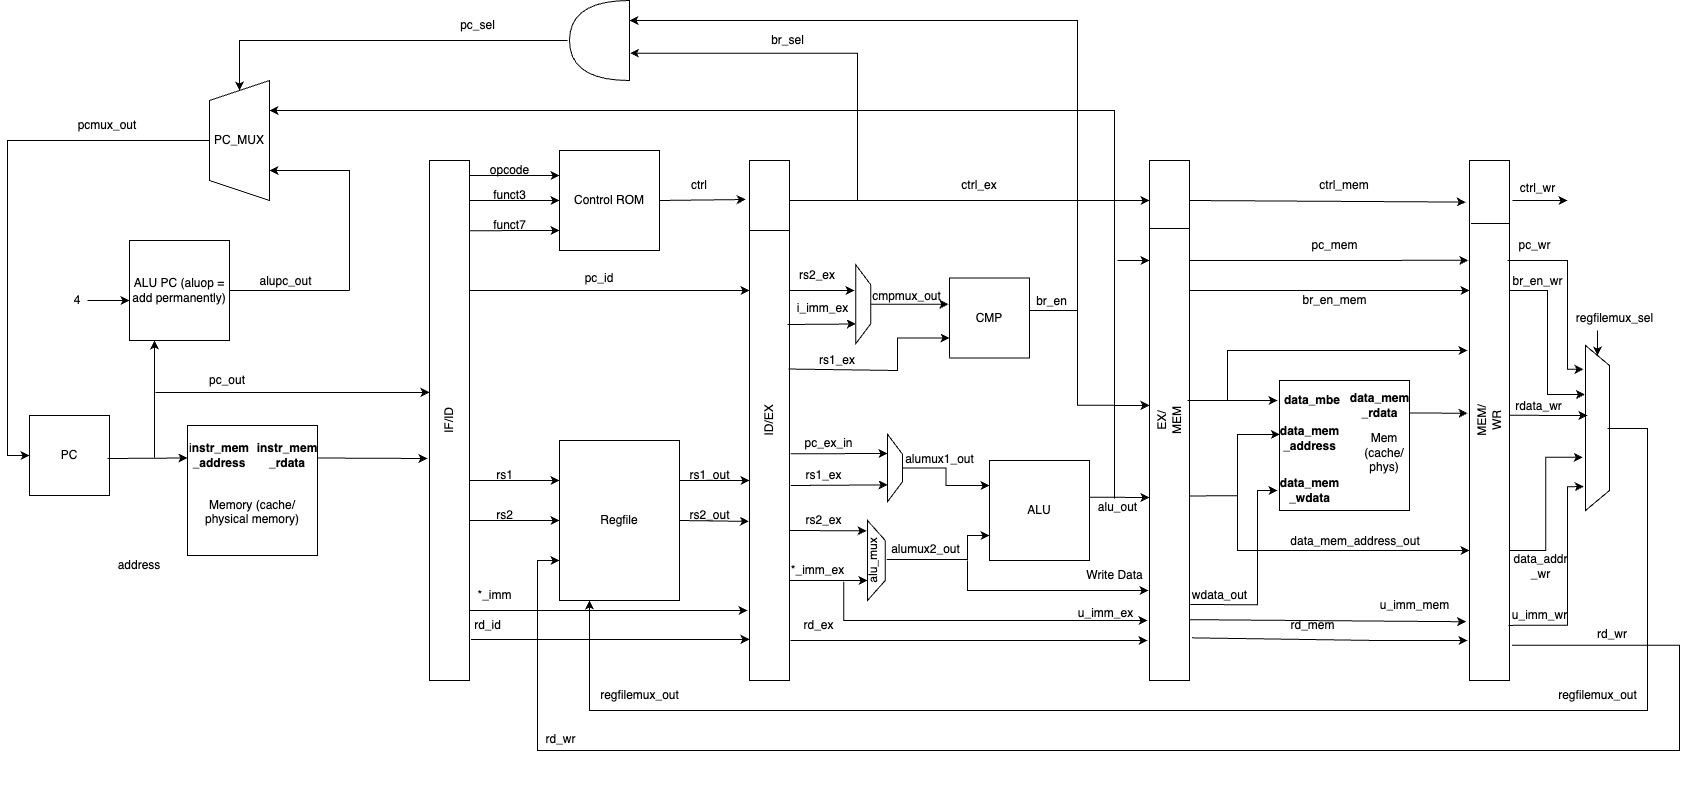 pc_sel
br_sel
pcmux_out
PC_MUX
opcode
funct3
funct7
Control ROM
ctrl
ctrl_ex
ctrl_mem
ctrl_wr
pc_mem
pc_wr
4
ALU PC (aluop =
add permanently)
alupc_out
pc_id
rs2_ex
i_imm_ex
cmpmux_out
CMP
br_en
br_en_mem
br_en_wr
regfilemux_sel
rs1_ex
pc_out
PC
instr_mem
_address
instr_mem
_rdata
Memory (cache/
physical memory)
address
IF/ID
ID/EX
EX/
MEM
MEM/
WR
data_mbe
data_mem
_rdata
data_mem
_address
Mem
(cache/
phys)
data_mem
_wdata
rdata_wr
pc_ex_in
alumux1_out
rs1_ex
rs1
rs2
Regfile
rs1_out
rs2_out
rs2_ex
alu_mux
alumux2_out
ALU
alu_out
data_mem_address_out
data_addr
_wr
*_imm_ex
Write Data
wdata_out
*_imm
rd_id
rd_ex
u_imm_ex
u_imm_mem
rd_mem
u_imm_wr
rd_wr
regfilemux_out
regfilemux_out
rd_wr